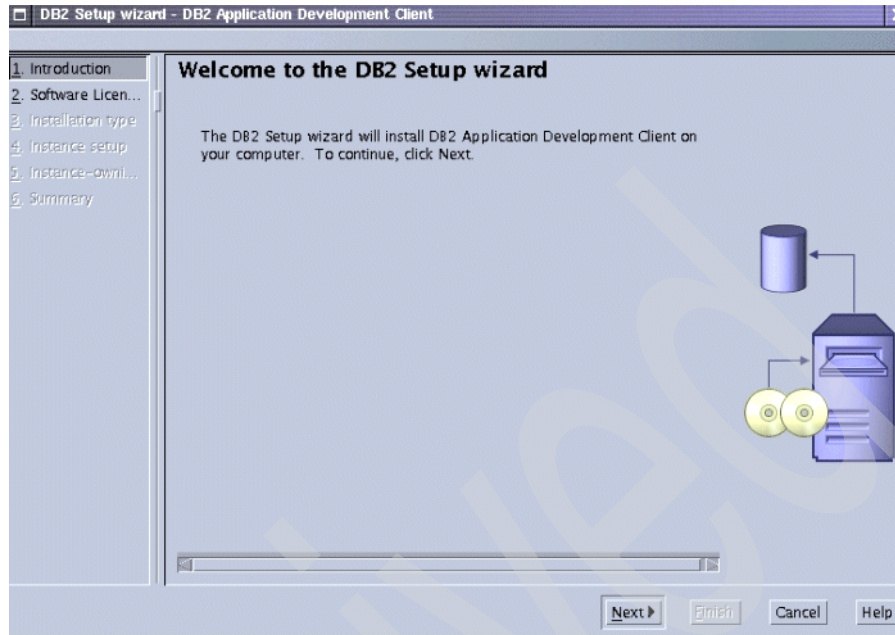 DB2 Setup wizard - DB2 Application Development Client
1. Introduction
2. Software Licen...
3. Installation type
4. Instance setup
5. Instance-owni...
6. Summary
Welcome to the DB2 Setup wizard
The DB2 Setup wizard will install DB2 Application Development Client on
your computer. To continue, click Next.
Next
Finish
Cancel
Help